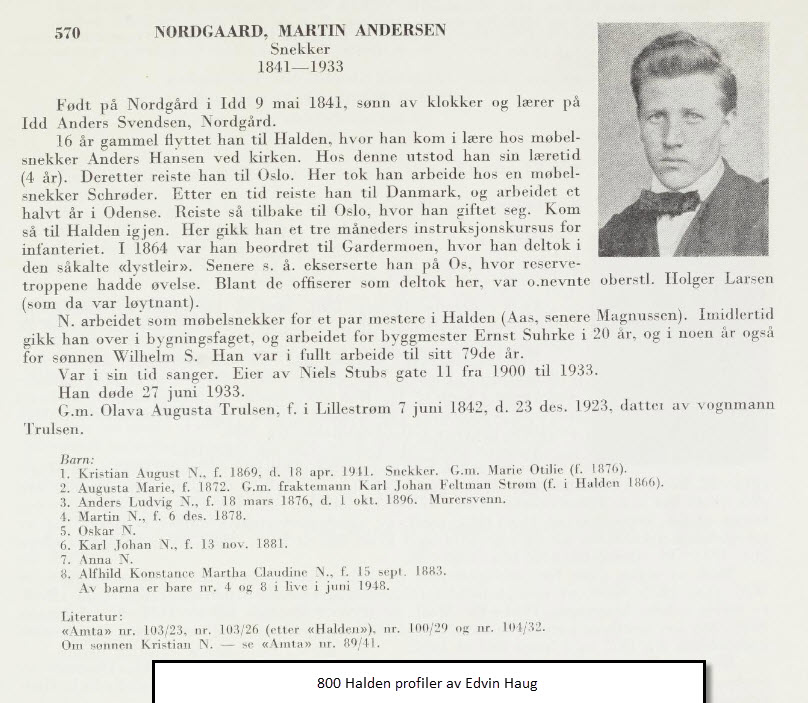 570
NORDGAARD, MARTIN ANDERSEN
Snekker
1841—1933
Født på Nordgård i Idd 9 mai 1841, sønn av klokker og lærer på
Idd Anders Svendsen, Nordgård.
16 år gammel flyttet han til Halden, hvor han kom i lære hos møbel-
snekker Anders Hansen ved kirken. Hos denne utstod han sin læretid
(4 år). Deretter reiste han til Oslo. Her tok han arbeide hos en møbel-
snekker Schrøder. Etter en tid reiste han til Danmark, og arbeidet et
halvt år i Odense. Reiste så tilbake til Oslo, hvor han giftet seg. Kom
så til Halden igjen. Her gikk han et tre måneders instruksjonskursus for
infanteriet. I 1864 var han beordret til Gardermoen, hvor han deltok i
den såkalte «lystleir». Senere s. å. ekserserte han på Os, hvor reserve-
troppene hadde øvelse. Blant de offiserer som deltok her, var o.nevnte oberstl. Holger Larsen
(som da var løytnant).
N. arbeidet som møbelsnekker for et par mestere i Halden (Aas, senere Magnussen). Imidlertid
gikk han over i bygningsfaget, og arbeidet for byggmester Ernst Suhrke i 20 år, og i noen år også
for sønnen Wilhelm S. Han var i fullt arbeide til sitt 79de år.
Var i sin tid sanger. Eier av Niels Stubs gate 11 fra 1900 til 1933.
Han døde 27 juni 1933.
G.m. Olava Augusta Trulsen, f. i Lillestrøm 7 juni 1842, d. 23 des. 1923, datter av vognmann
Trulsen.
Barn:
1. Kristian August N., f. 1869, d. 18 apr. 1941. Snekker. G.m. Marie Otilie (f. 1876).
2. Augusta Marie, f. 1872. G.m. fraktemann Karl Johan Feltman Strøm (f. i Halden 1866).
3. Anders Ludvig N., f. 18 mars 1876, d. 1 okt. 1896. Murersvenn.
4. Martin N., f. 6 des. 1878.
5. Oskar N.
6. Karl Johan N., f. 13 nov. 1881.
7. Anna N.
8. Alfhild Konstance Martha Claudine N., f. 15 sept. 1883.
Av barna er bare nr. 4 og 8 i live i juni 1948.
Literatur:
«Amta» nr. 103/23, nr. 103/26 (etter «Halden»), nr. 100/29 og nr. 104/32.
Om sønnen Kristian N. — se «Amta» nr. 89/41.
800 Halden profiler av Edvin Haug